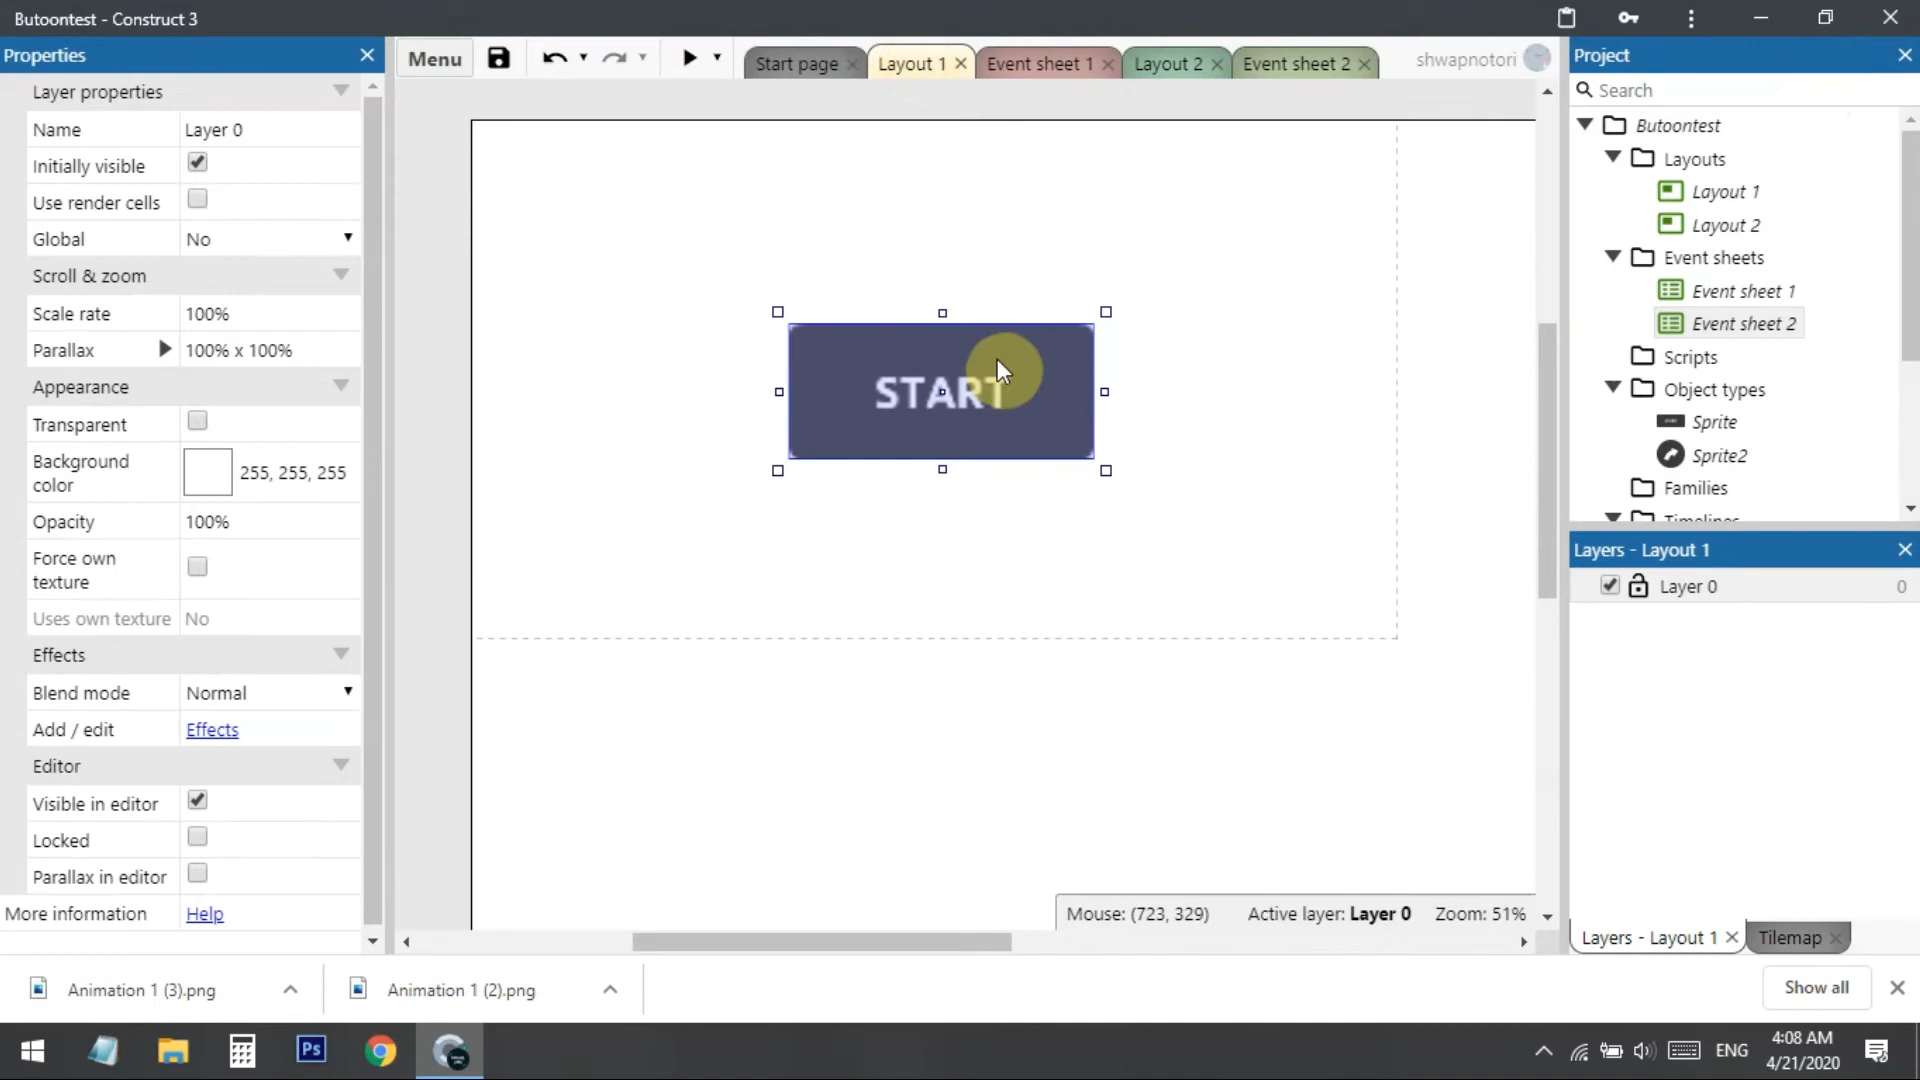 Butoontest - Construct 3
Properties
Layer properties
Name Layer 0
Initially visible
Use render cells
Global No
Scroll & zoom
Scale rate 100%
Parallax 100% x 100%
Appearance
Transparent
Background color 255, 255, 255
Opacity 100%
Force own texture
Uses own texture No
Effects
Blend mode Normal
Add / edit Effects
Editor
Visible in editor
Locked
Parallax in editor
More information Help
Menu
Start page
Layout 1
Event sheet 1
Layout 2
Event sheet 2
shwapnotori
START
Mouse: (723, 329) Active layer: Layer 0 Zoom: 51%
Project
Search
Butoontest
Layouts
Layout 1
Layout 2
Event sheets
Event sheet 1
Event sheet 2
Scripts
Object types
Sprite
Sprite2
Families
Timelines
Layers - Layout 1
Layer 0 0
Layers - Layout 1
Tilemap
Animation 1 (3).png
Animation 1 (2).png
Show all
Ps
ENG
4:08 AM
4/21/2020